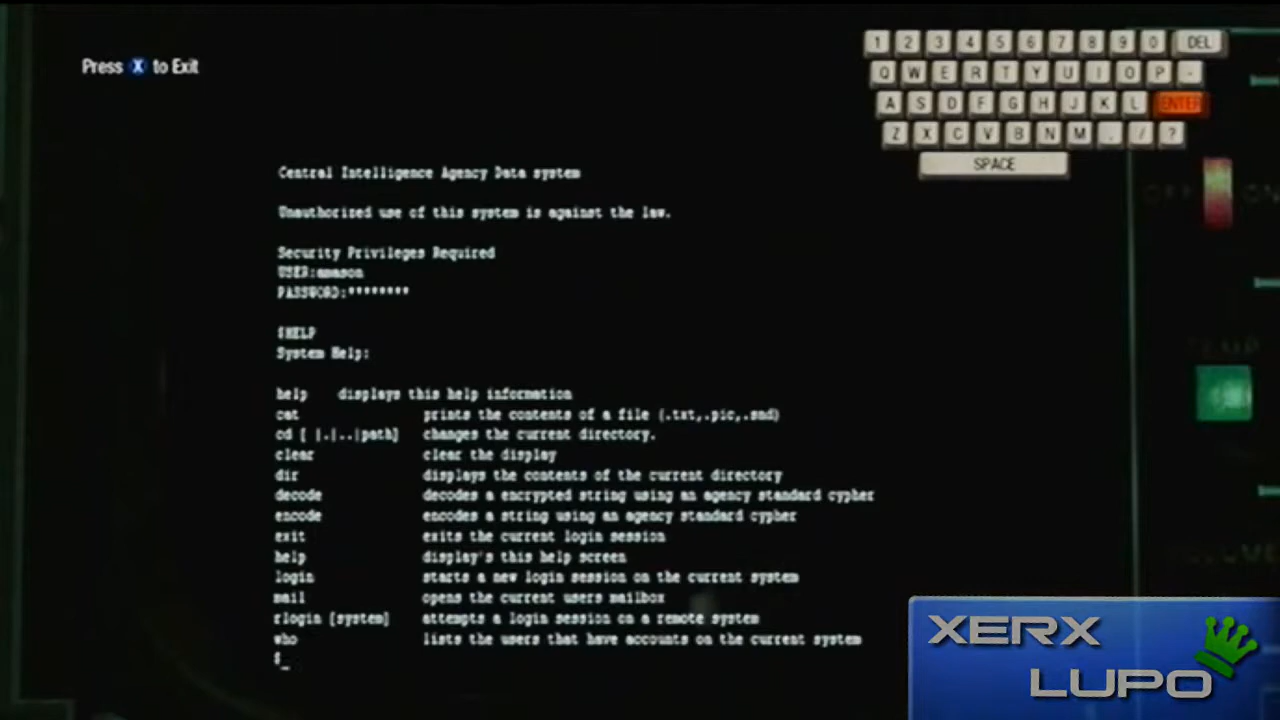 Press X to Exit
1 2 3 4 5 6 7 8 9 0 DEL
Q W E R T Y U I O P -
A S D F G H J K L ENTER
Z X C V B N M . / ?
SPACE
OFF ON
Central Intelligence Agency Data system
Unauthorized use of this system is against the law.
Security Privileges Required
USER:amason
PASSWORD:********
$HELP
System Help:
help displays this help information
cat prints the contents of a file (.txt,.pic,.snd)
cd [ |.|..|path] changes the current directory.
clear clear the display
dir displays the contents of the current directory
decode decodes a encrypted string using an agency standard cypher
encode encodes a string using an agency standard cypher
exit exits the current login session
help display's this help screen
login starts a new login session on the current system
mail opens the current users mailbox
rlogin [system] attempts a login session on a remote system
who lists the users that have accounts on the current system
$_
VOLUME
XERX
LUPO